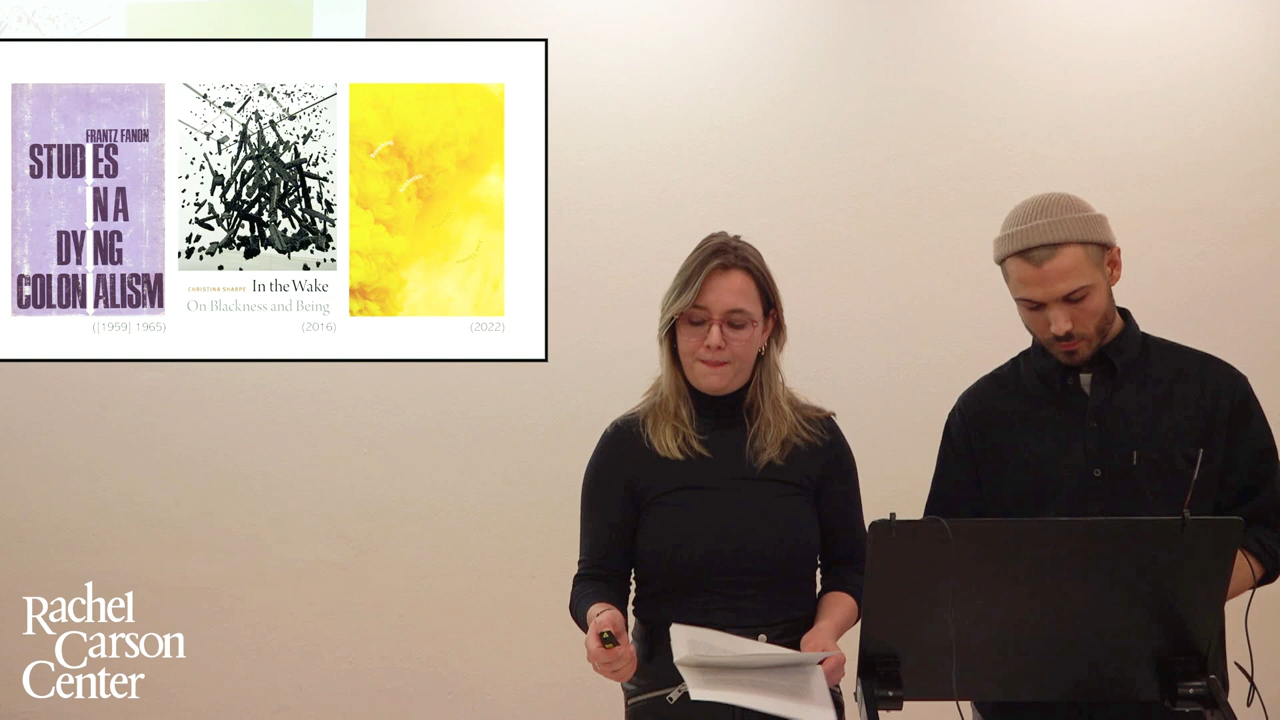 FRANTZ FANON
STUDIES
IN A
DYING
COLONIALISM
([1959] 1965)
CHRISTINA SHARPE In the Wake
On Blackness and Being
(2016)
(2022)
Rachel
Carson
Center